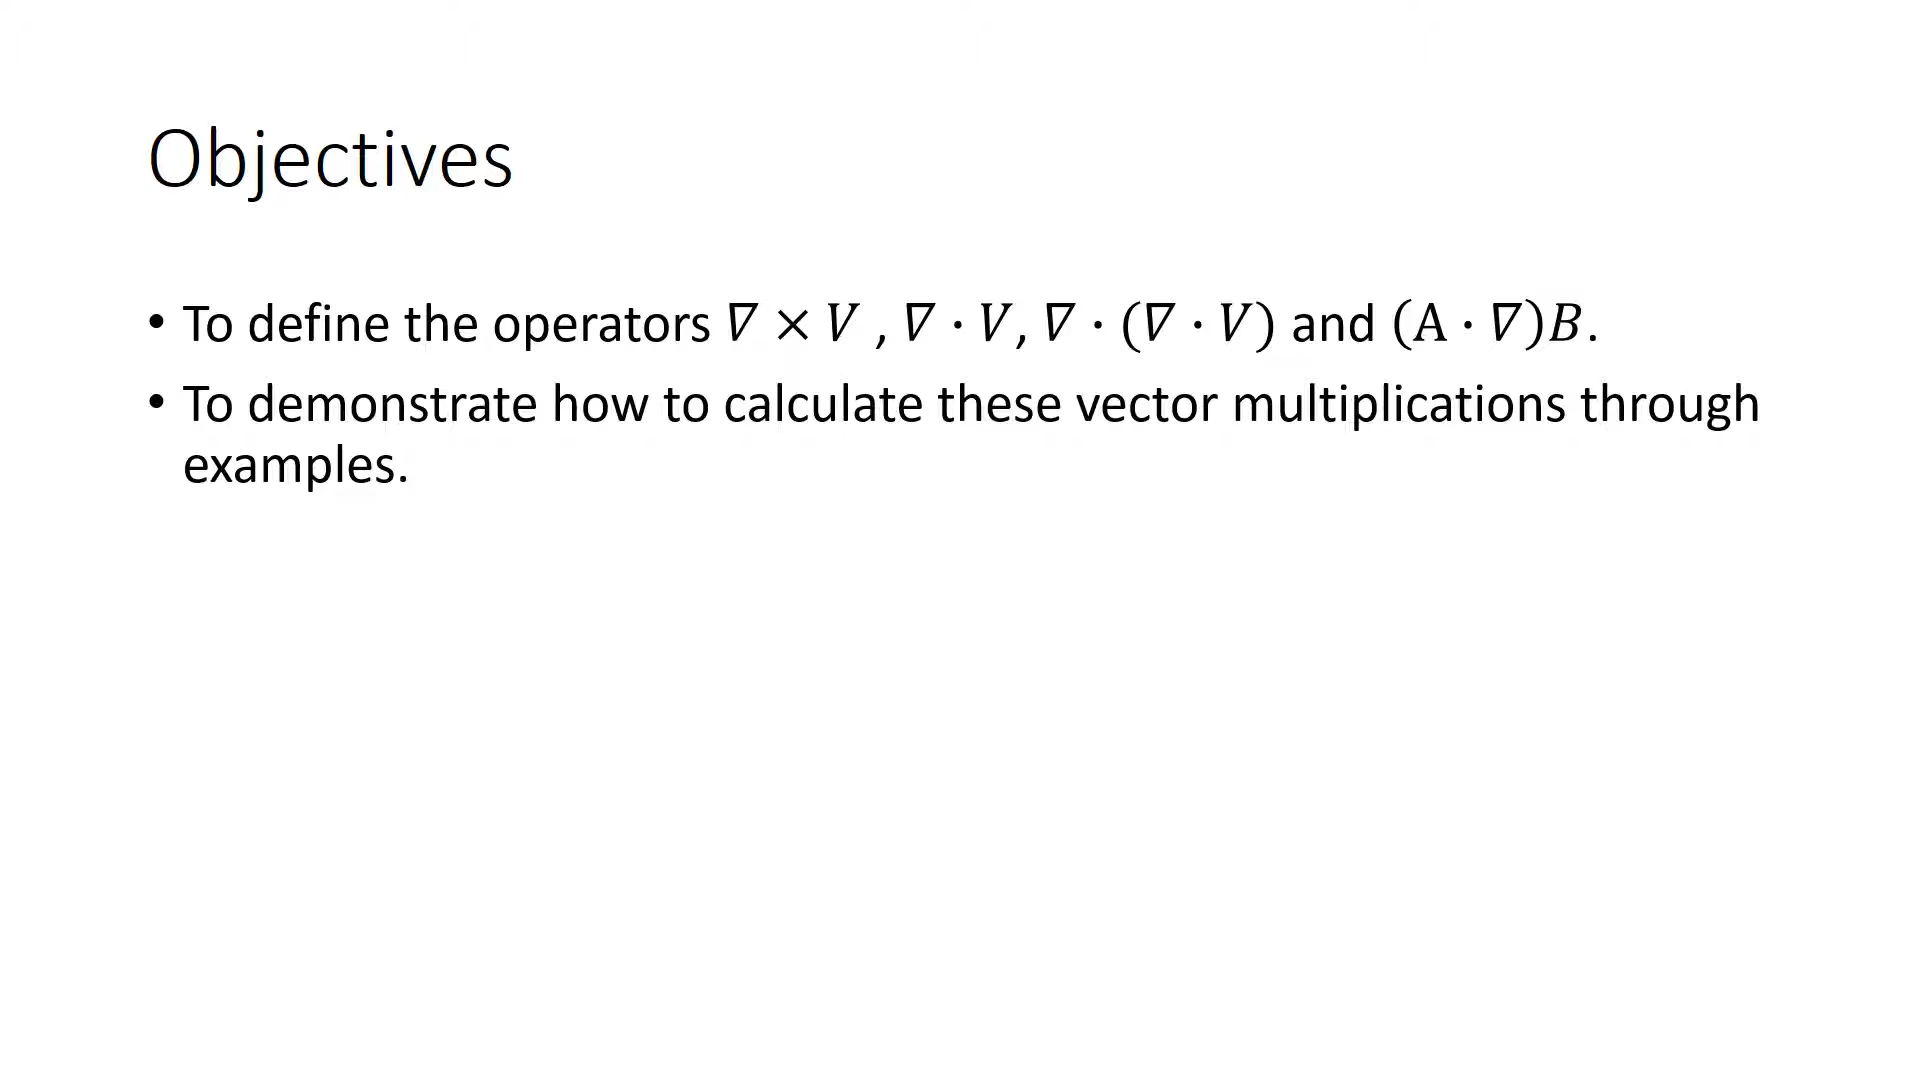 Objectives
• To define the operators ∇ × V , ∇ · V, ∇ · (∇ · V) and (A · ∇)B.
• To demonstrate how to calculate these vector multiplications through
examples.